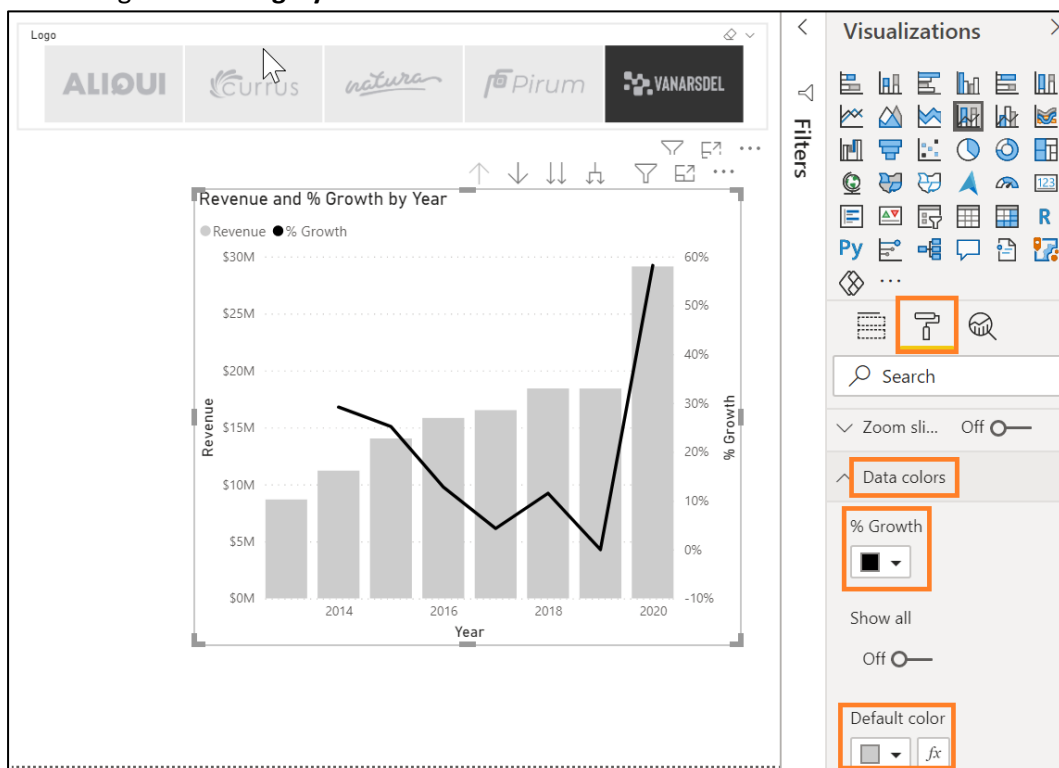 Logo
ALIQUI
Currus
natura
Pirum
VANARSDEL
Revenue and % Growth by Year
Revenue % Growth
$30M
$25M
$20M
$15M
$10M
$5M
$0M
Revenue
60%
50%
40%
30%
20%
10%
0%
-10%
% Growth
2014 2016 2018 2020
Year
Filters
Visualizations
123
R
Py
Search
Zoom sli... Off
Data colors
% Growth
Show all
Off
Default color
fx